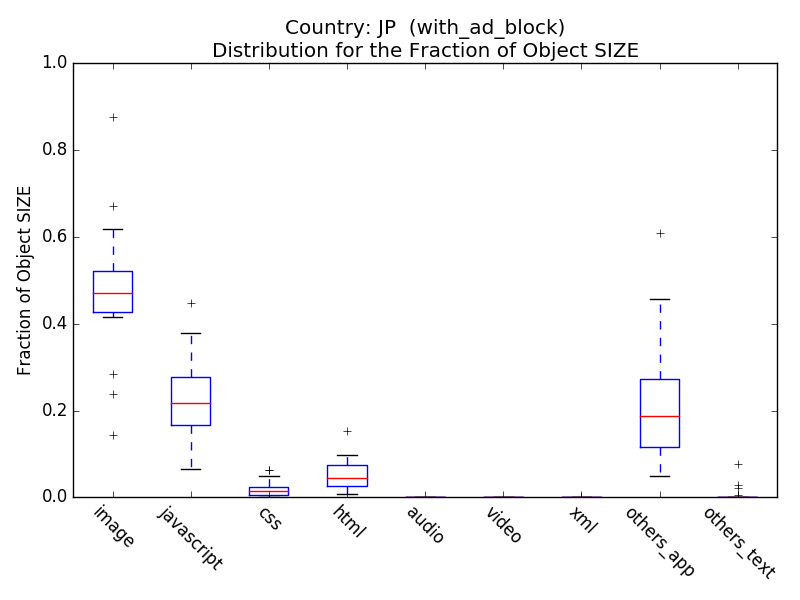 Country: JP  (with_ad_block)
Distribution for the Fraction of Object SIZE
1.0
0.8
0.6
0.4
0.2
0.0
Fraction of Object SIZE
image
javascript
css
html
audio
video
xml
others_app
others_text